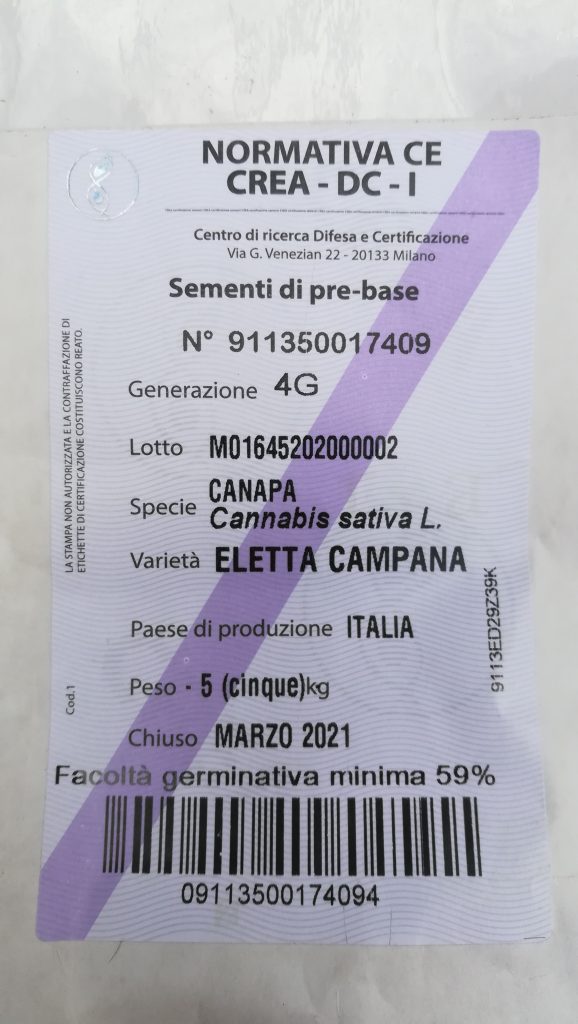 NORMATIVA CE
CREA - DC - I
Centro di ricerca Difesa e Certificazione
Via G. Venezian 22 - 20133 Milano
Sementi di pre-base
N° 911350017409
Generazione 4G
Lotto M01645202000002
Specie CANAPA
Cannabis sativa L.
Varietà ELETTA CAMPANA
Paese di produzione ITALIA
Peso - 5 (cinque)kg
Chiuso MARZO 2021
Facoltà germinativa minima 59%
09113500174094
LA STAMPA NON AUTORIZZATA E LA CONTRAFFAZIONE DI
ETICHETTE DI CERTIFICAZIONE COSTITUISCONO REATO.
Cod.1
9113ED29Z39K